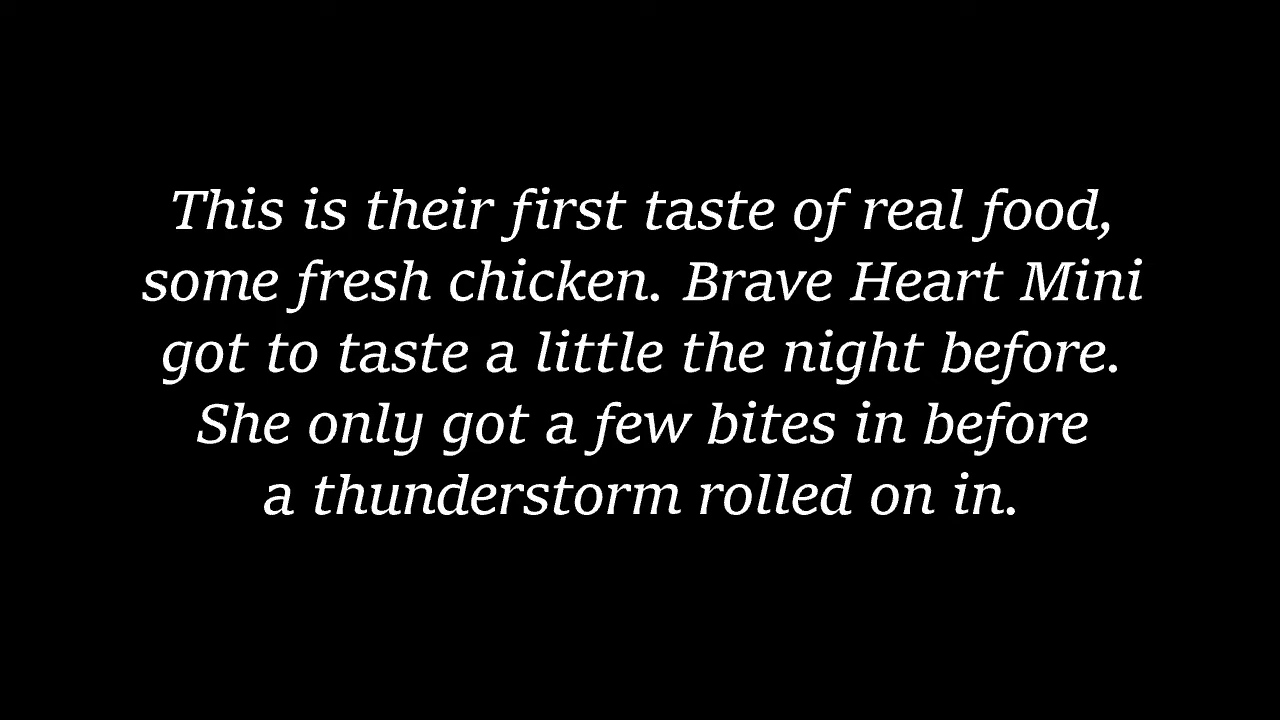 This is their first taste of real food,
some fresh chicken. Brave Heart Mini
got to taste a little the night before.
She only got a few bites in before
a thunderstorm rolled on in.